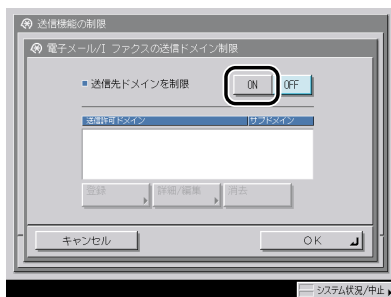 送信機能の制限
電子メール/I ファクスの送信ドメイン制限
■ 送信先ドメインを制限 ON OFF
送信許可ドメイン サブドメイン
登録 詳細/編集 消去
キャンセル OK
システム状況/中止